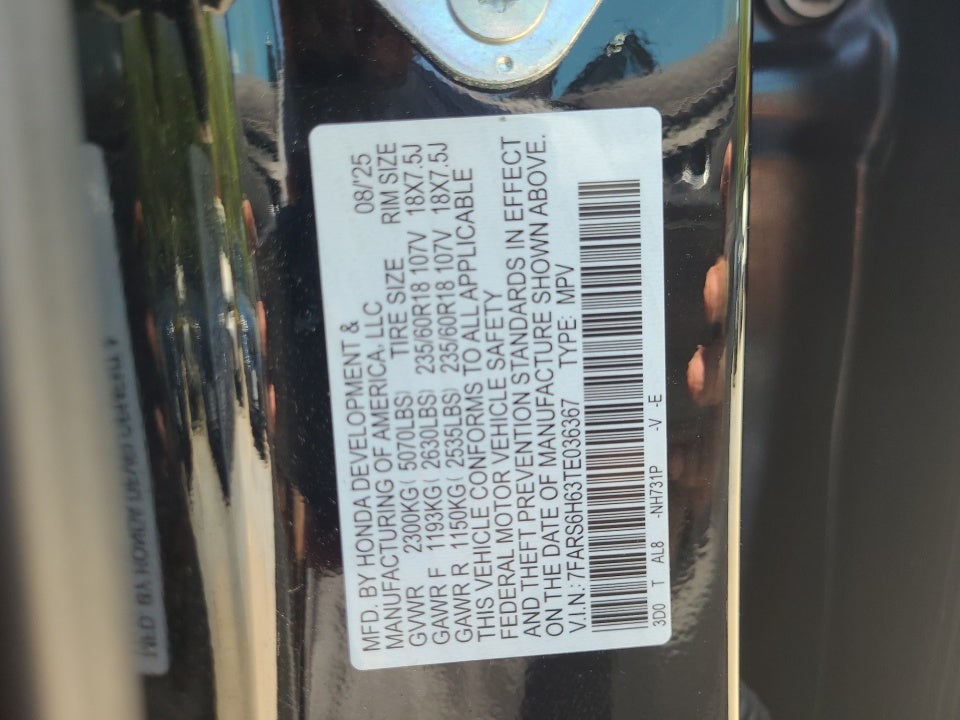 MFD. BY HONDA DEVELOPMENT &
MANUFACTURING OF AMERICA, LLC 08/'25
TIRE SIZE RIM SIZE
GVWR 2300KG( 5070LBS) 235/60R18 107V 18X7.5J
GAWR F 1193KG( 2630LBS) 235/60R18 107V 18X7.5J
GAWR R 1150KG( 2535LBS)
THIS VEHICLE CONFORMS TO ALL APPLICABLE
FEDERAL MOTOR VEHICLE SAFETY
AND THEFT PREVENTION STANDARDS IN EFFECT
ON THE DATE OF MANUFACTURE SHOWN ABOVE.
V.I.N.: 7FARS6H63TE036367 TYPE: MPV
3D0 T AL8 -NH731P -V -E